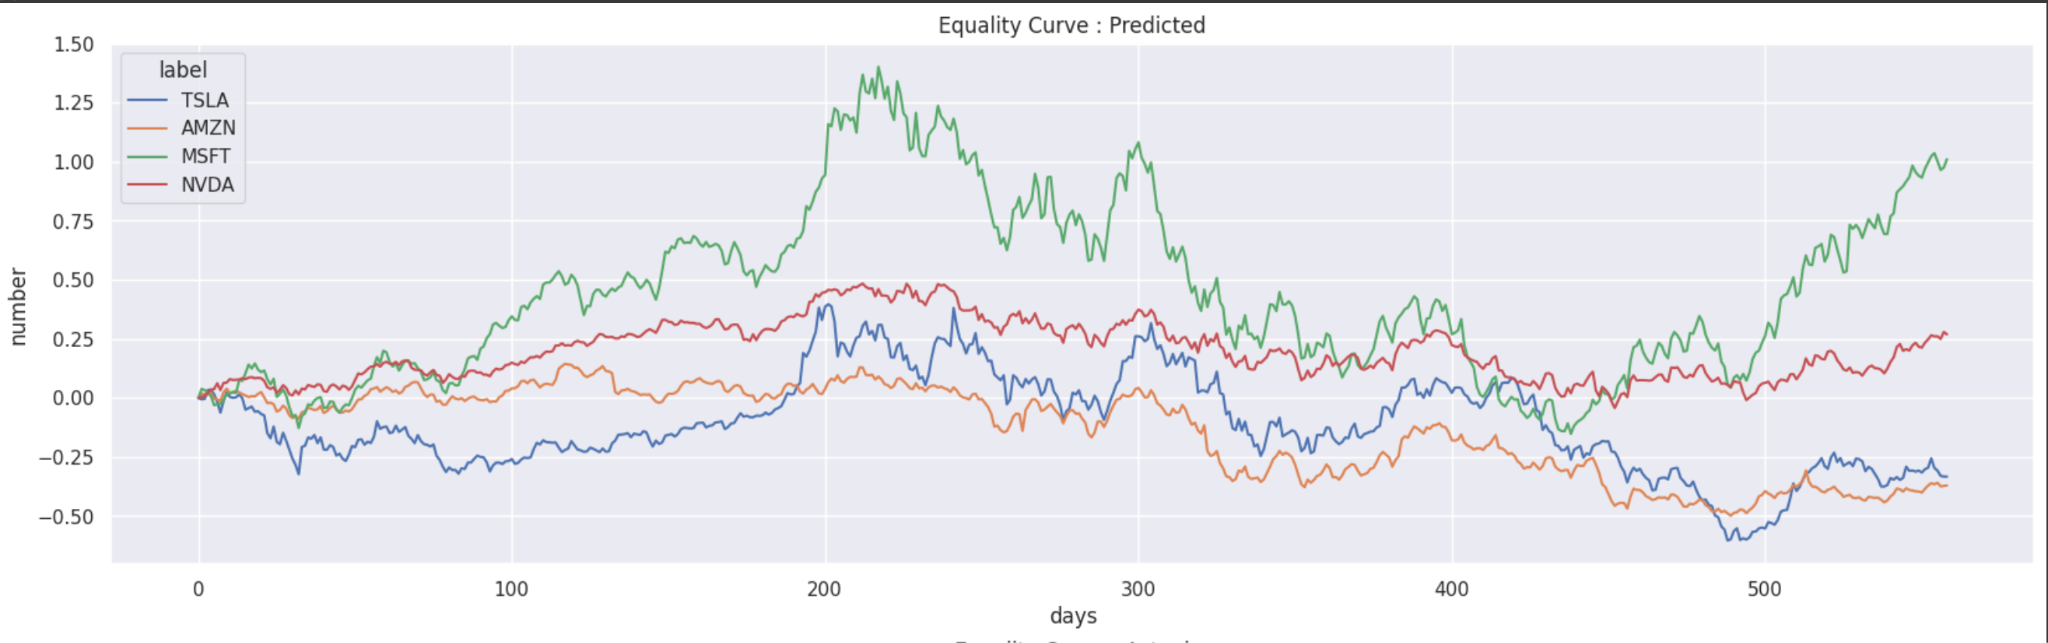 Equality Curve : Predicted
1.50
1.25
1.00
0.75
0.50
0.25
0.00
−0.25
−0.50
number
label
TSLA
AMZN
MSFT
NVDA
0 100 200 300 400 500
days